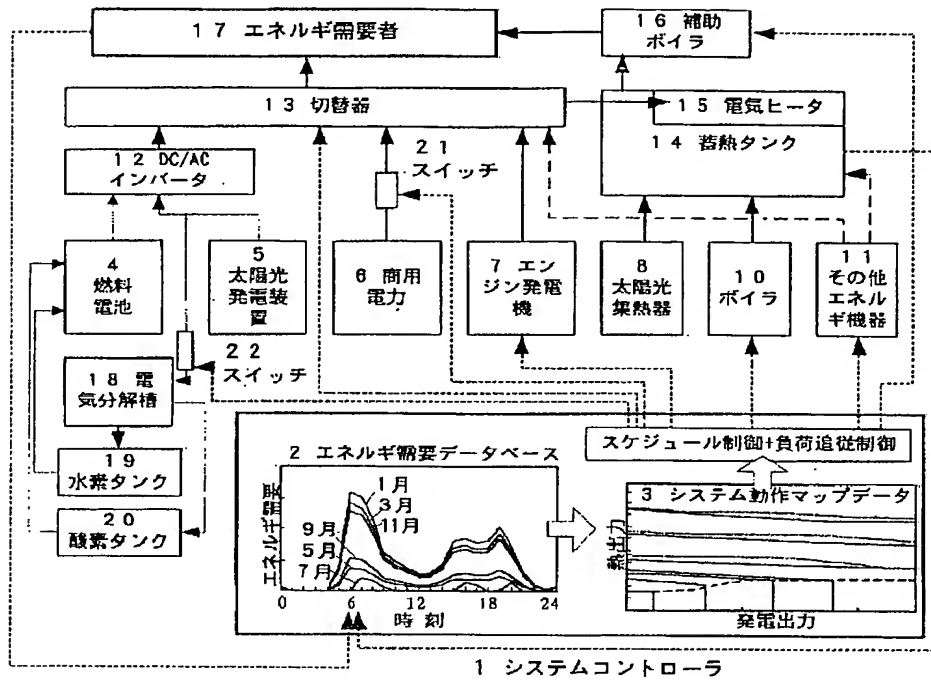 17 エネルギ需要者
16 補助
ボイラ
13 切替器
15 電気ヒータ
14 蓄熱タンク
12 DC/AC
インバータ
21
スイッチ
4
燃料
電池
5
太陽光
発電装
置
6 商用
電力
7 エン
ジン発電
機
8
太陽光
集熱器
10
ボイラ
11
その他
エネル
ギ機器
22
スイッチ
18 電
気分解槽
19
水素タンク
20
酸素タンク
スケジュール制御+負荷追従制御
2 エネルギ需要データベース
エネルギ需要
1月
3月
11月
9月
5月
7月
0 6 12 18 24
時刻
3 システム動作マップデータ
熱出力
発電出力
1 システムコントローラ